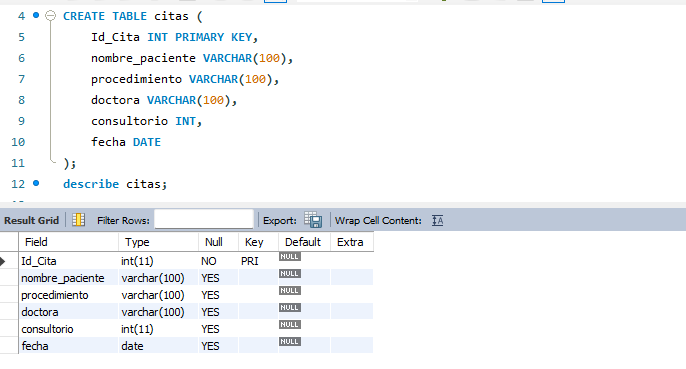 4 CREATE TABLE citas (
5 Id_Cita INT PRIMARY KEY,
6 nombre_paciente VARCHAR(100),
7 procedimiento VARCHAR(100),
8 doctora VARCHAR(100),
9 consultorio INT,
10 fecha DATE
11 );
12 describe citas;
Result Grid Filter Rows: Export: Wrap Cell Content: IA
Field Type Null Key Default Extra
Id_Cita int(11) NO PRI NULL
nombre_paciente varchar(100) YES NULL
procedimiento varchar(100) YES NULL
doctora varchar(100) YES NULL
consultorio int(11) YES NULL
fecha date YES NULL